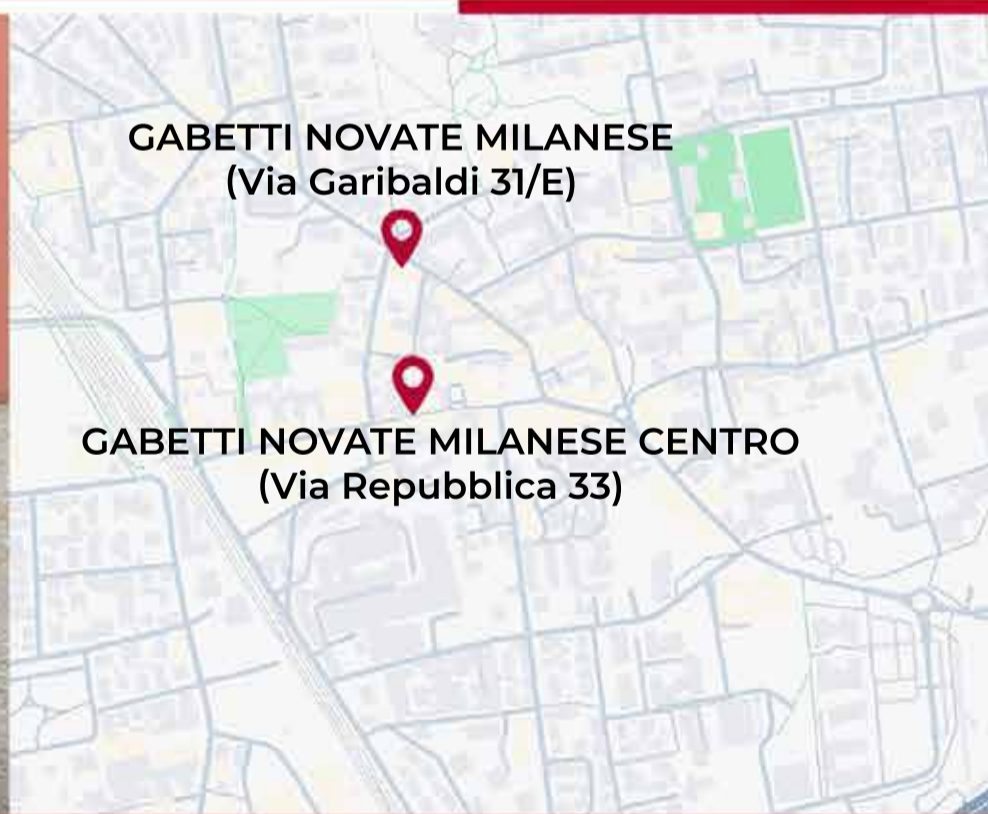 GABETTI NOVATE MILANESE
(Via Garibaldi 31/E)
GABETTI NOVATE MILANESE CENTRO
(Via Repubblica 33)